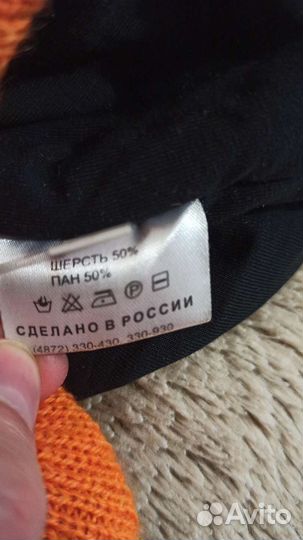 ШЕРСТЬ 50%
ПАН 50%
P
СДЕЛАНО В РОССИИ
(4872) 330-430, 330-930
Avito